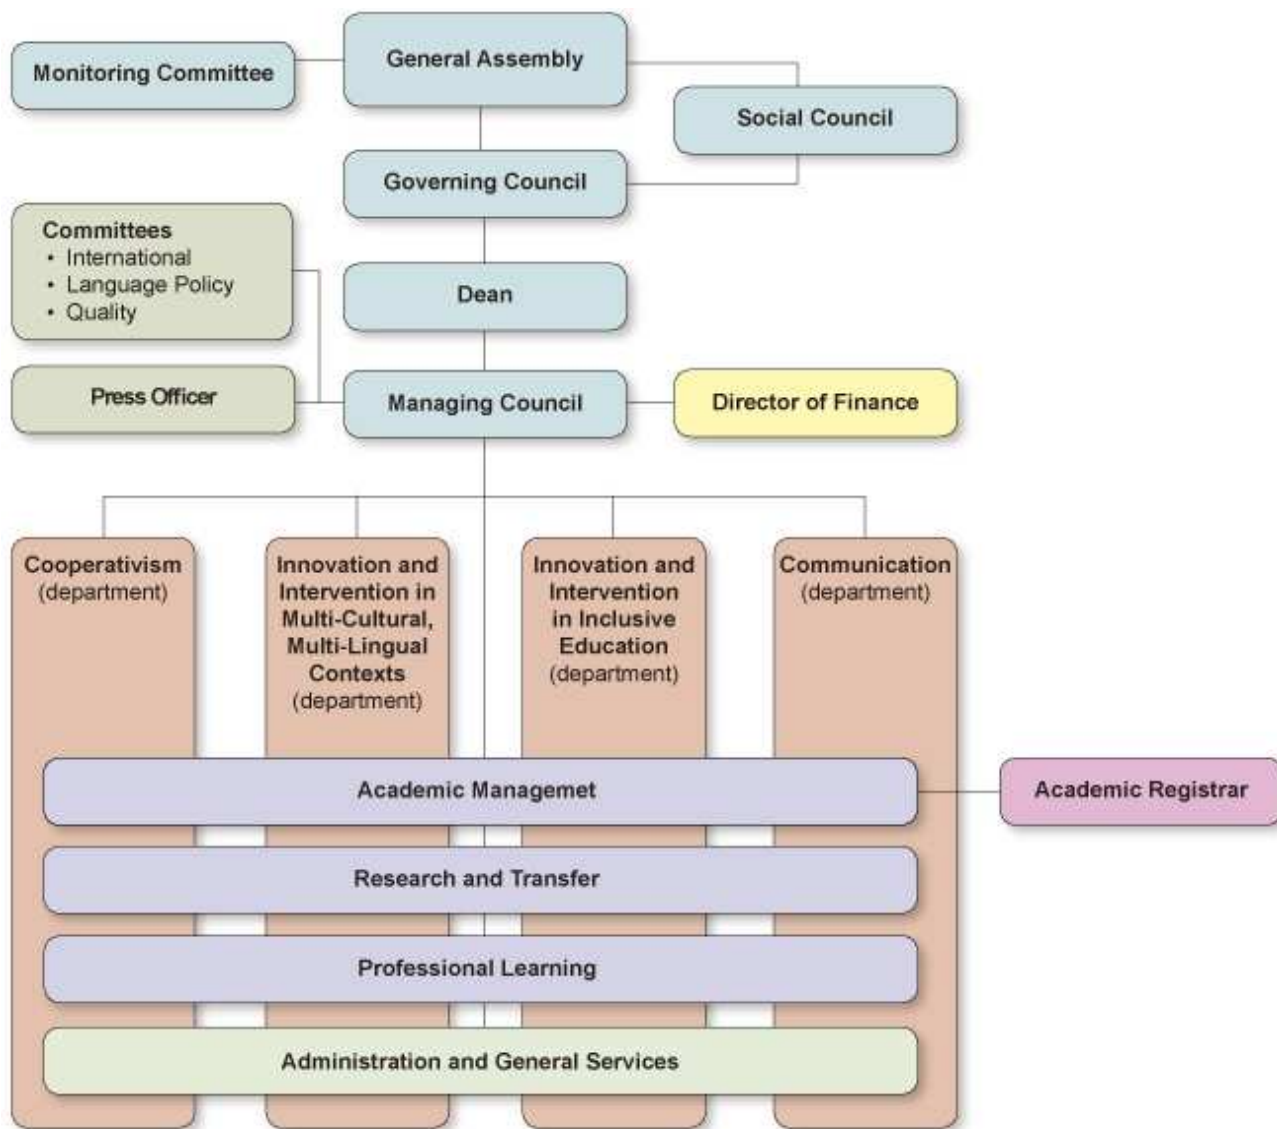 General Assembly
Monitoring Committee
Social Council
Governing Council
Committees
• International
• Language Policy
• Quality
Dean
Press Officer
Managing Council
Director of Finance
Cooperativism
(department)
Innovation and
Intervention in
Multi-Cultural,
Multi-Lingual
Contexts
(department)
Innovation and
Intervention
in Inclusive
Education
(department)
Communication
(department)
Academic Managemet
Academic Registrar
Research and Transfer
Professional Learning
Administration and General Services